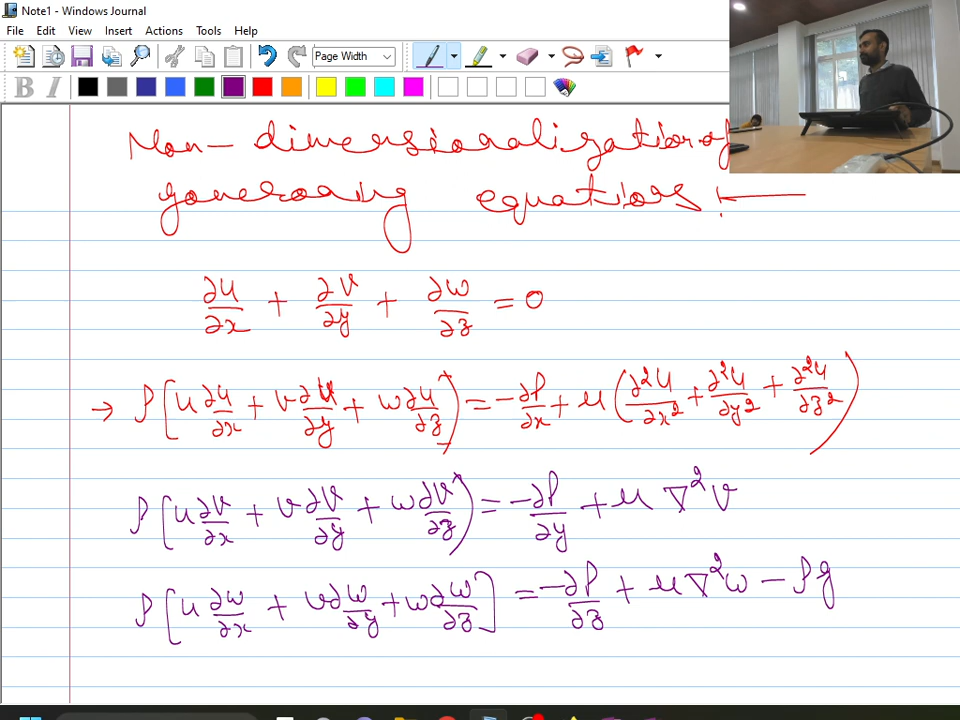 Note1 - Windows Journal
File Edit View Insert Actions Tools Help
Page Width
B I
Non-dimensionalization of
governing equations
∂u/∂x + ∂v/∂y + ∂w/∂z = 0
→ ρ[u ∂u/∂x + v ∂u/∂y + w ∂u/∂z) = -∂P/∂x + μ(∂²u/∂x² + ∂²u/∂y² + ∂²u/∂z²)
ρ[u ∂v/∂x + v ∂v/∂y + w ∂v/∂z) = -∂P/∂y + μ ∇²v
ρ[u ∂w/∂x + v ∂w/∂y + w ∂w/∂z] = -∂P/∂z + μ∇²w - ρg